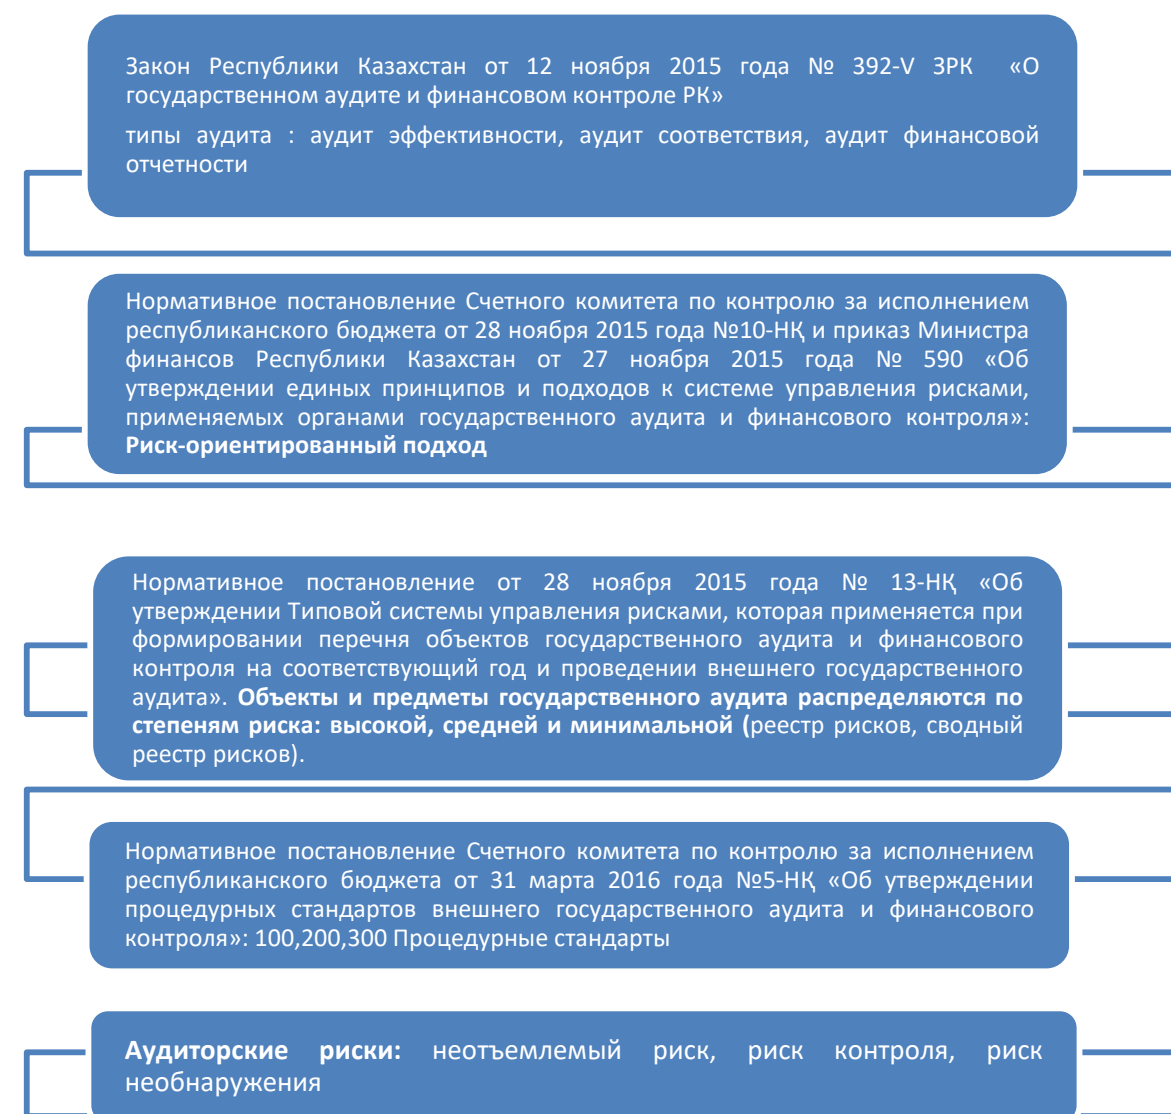 Закон Республики Казахстан от 12 ноября 2015 года № 392-V ЗРК «О
государственном аудите и финансовом контроле РК»
типы аудита : аудит эффективности, аудит соответствия, аудит финансовой
отчетности
Нормативное постановление Счетного комитета по контролю за исполнением
республиканского бюджета от 28 ноября 2015 года №10-НҚ и приказ Министра
финансов Республики Казахстан от 27 ноября 2015 года № 590 «Об
утверждении единых принципов и подходов к системе управления рисками,
применяемых органами государственного аудита и финансового контроля»:
Риск-ориентированный подход
Нормативное постановление от 28 ноября 2015 года № 13-НҚ «Об
утверждении Типовой системы управления рисками, которая применяется при
формировании перечня объектов государственного аудита и финансового
контроля на соответствующий год и проведении внешнего государственного
аудита». Объекты и предметы государственного аудита распределяются по
степеням риска: высокой, средней и минимальной (реестр рисков, сводный
реестр рисков).
Нормативное постановление Счетного комитета по контролю за исполнением
республиканского бюджета от 31 марта 2016 года №5-НҚ «Об утверждении
процедурных стандартов внешнего государственного аудита и финансового
контроля»: 100,200,300 Процедурные стандарты
Аудиторские риски: неотъемлемый риск, риск контроля, риск
необнаружения